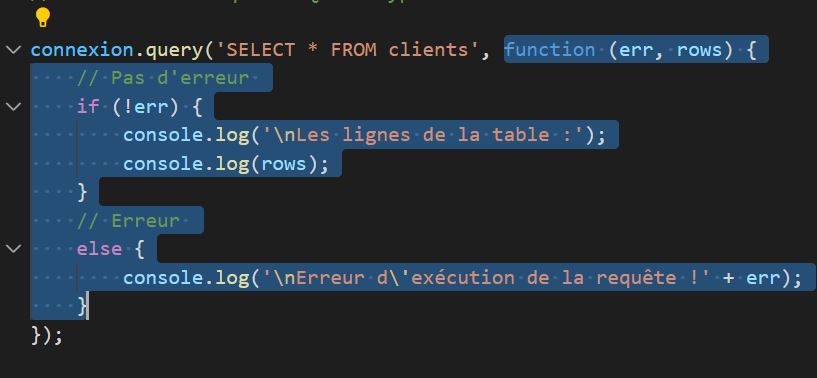 connexion.query('SELECT * FROM clients', function (err, rows) {
    // Pas d'erreur
    if (!err) {
        console.log('\nLes lignes de la table :');
        console.log(rows);
    }
    // Erreur
    else {
        console.log('\nErreur d\'exécution de la requête !' + err);
    }
});